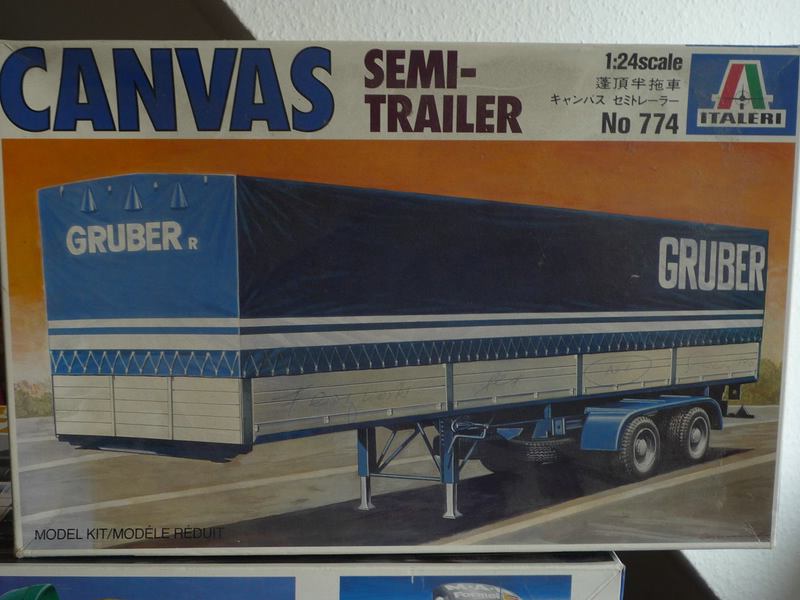 CANVAS
SEMI-
TRAILER
1:24scale
蓬頂半拖車
キャンバス セミトレーラー
No 774
ITALERI
GRUBER R
GRUBER
MODEL KIT/MODÈLE RÉDUIT